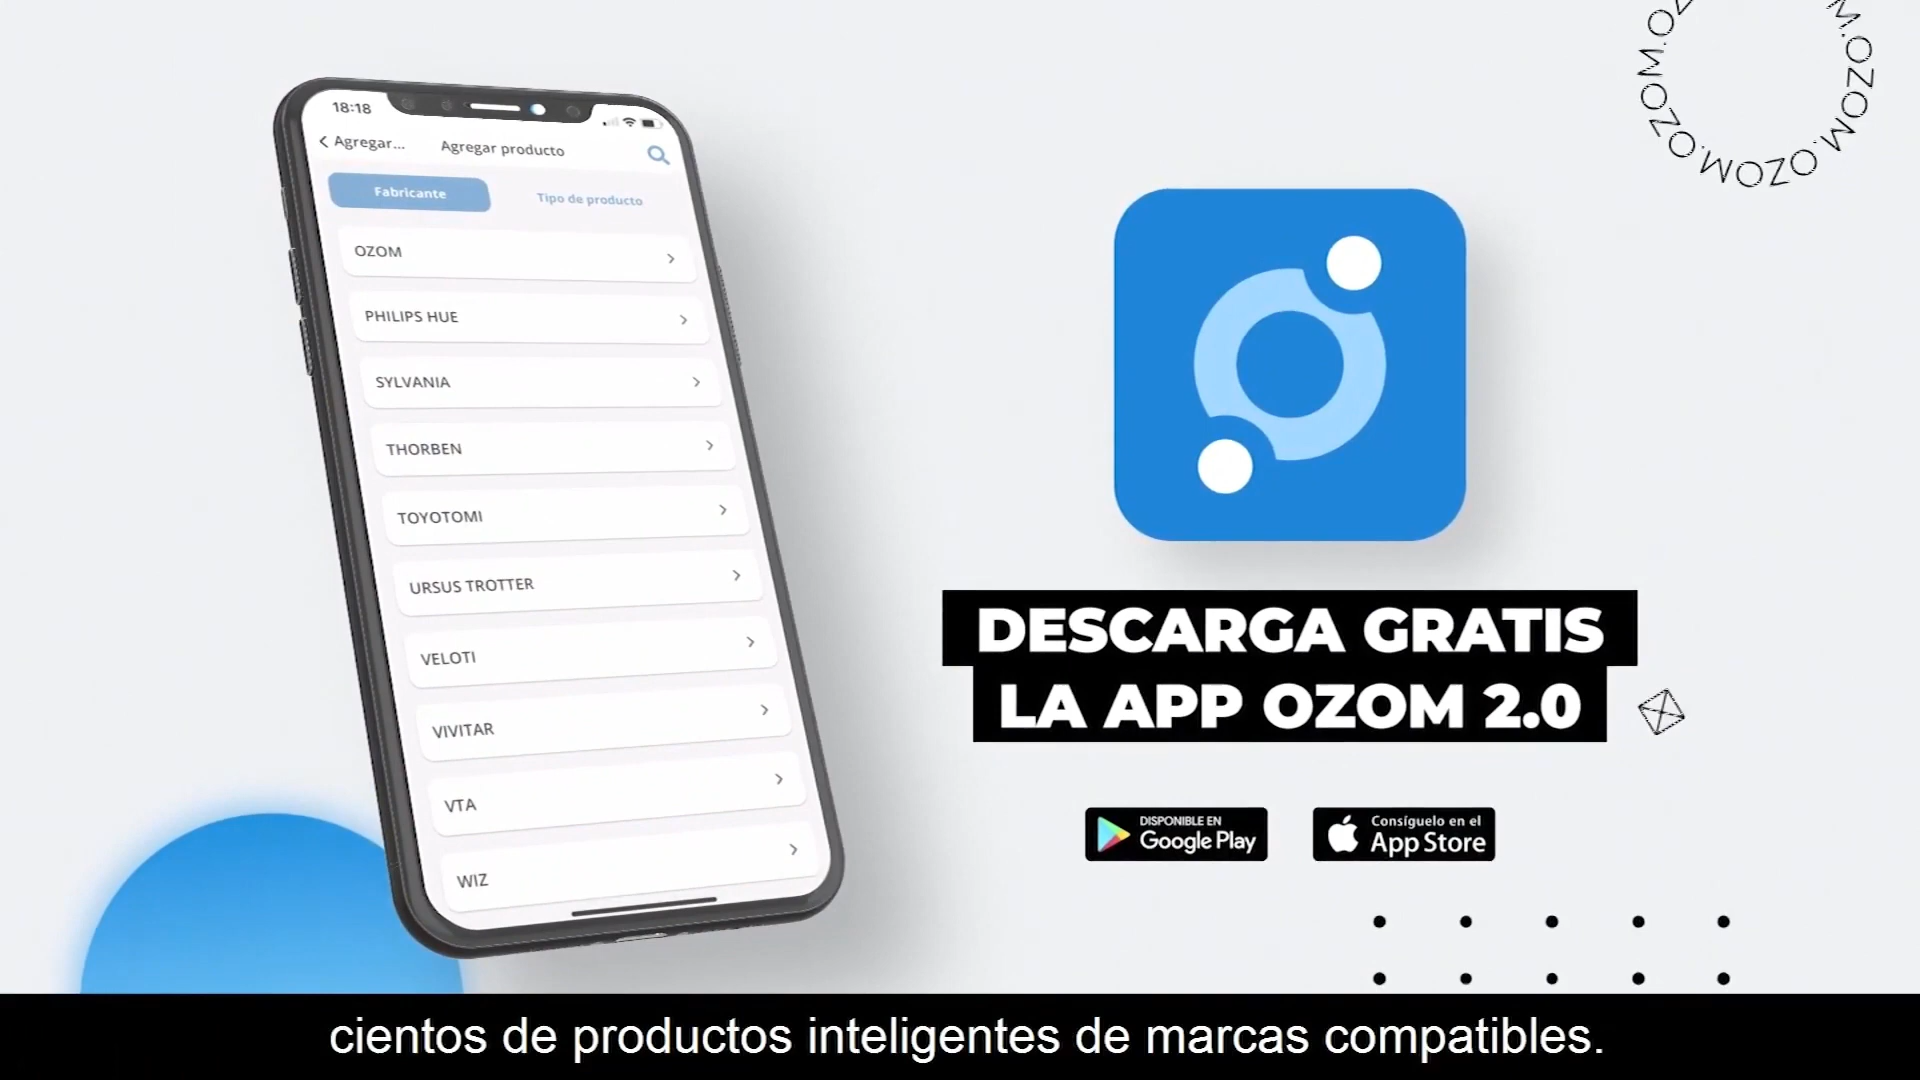 18:18
Agregar...
Agregar producto
Fabricante
Tipo de producto
OZOM
PHILIPS HUE
SYLVANIA
THORBEN
TOYOTOMI
URSUS TROTTER
VELOTI
VIVITAR
VTA
WIZ
OZOM.OZOM.OZOM.OZOM.
DESCARGA GRATIS
LA APP OZOM 2.0
DISPONIBLE EN
Google Play
Consíguelo en el
App Store
cientos de productos inteligentes de marcas compatibles.